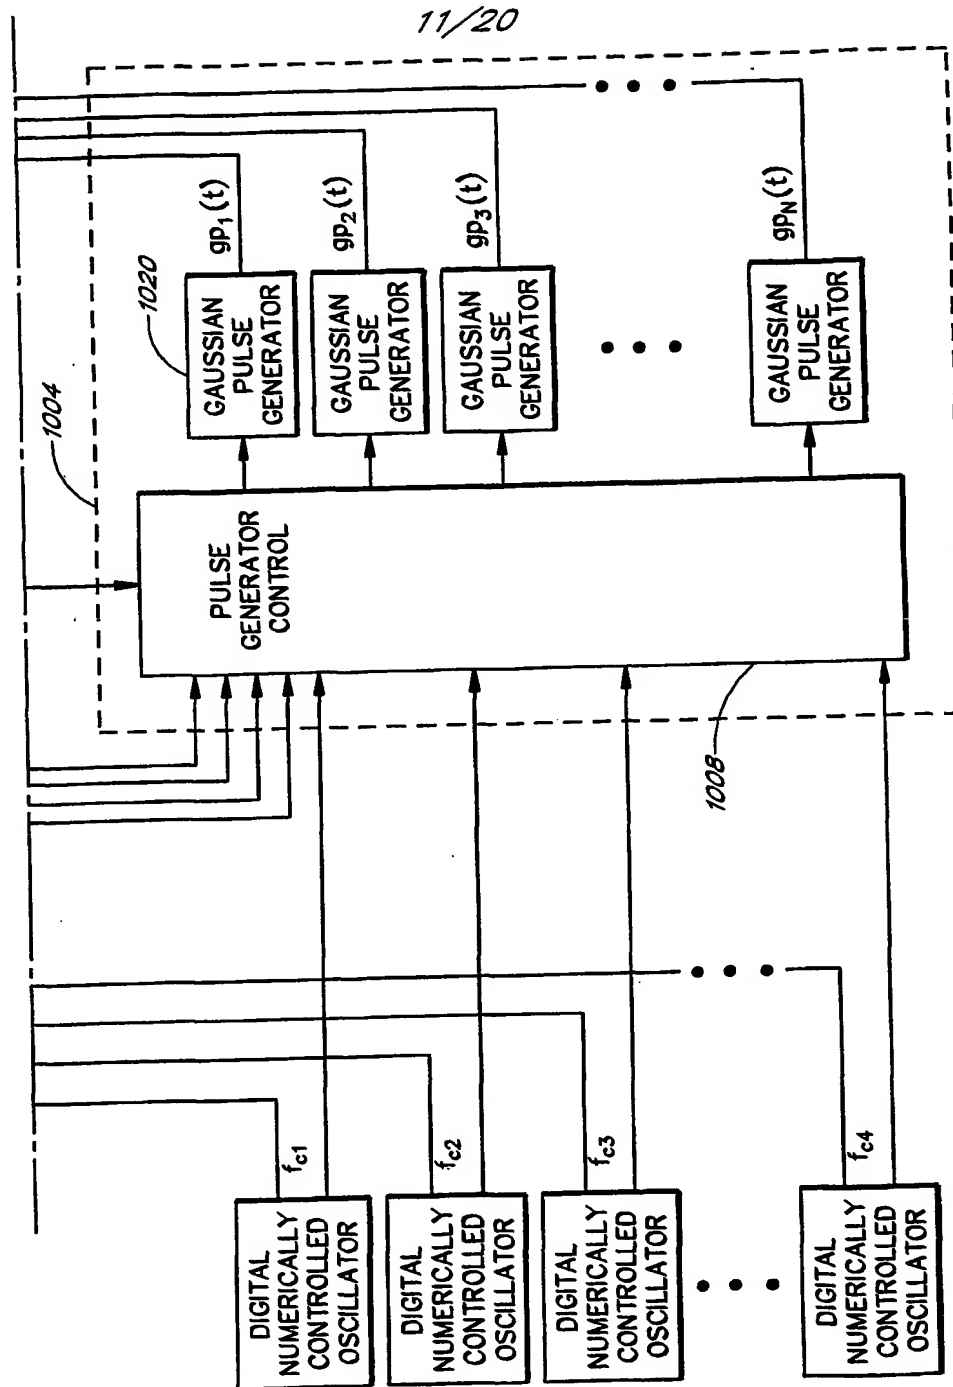 11/20
1004
1020
GAUSSIAN
PULSE
GENERATOR
gp1(t)
GAUSSIAN
PULSE
GENERATOR
gp2(t)
GAUSSIAN
PULSE
GENERATOR
gp3(t)
GAUSSIAN
PULSE
GENERATOR
gpN(t)
PULSE
GENERATOR
CONTROL
1008
DIGITAL
NUMERICALLY
CONTROLLED
OSCILLATOR
fc1
DIGITAL
NUMERICALLY
CONTROLLED
OSCILLATOR
fc2
DIGITAL
NUMERICALLY
CONTROLLED
OSCILLATOR
fc3
DIGITAL
NUMERICALLY
CONTROLLED
OSCILLATOR
fc4